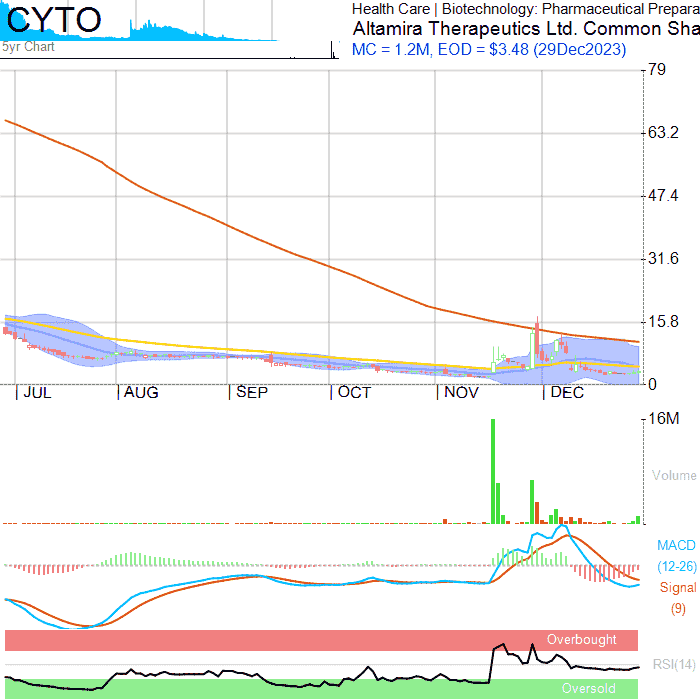 CYTO
5yr Chart
Health Care | Biotechnology: Pharmaceutical Prepara
Altamira Therapeutics Ltd. Common Sha
MC = 1.2M, EOD = $3.48 (29Dec2023)
79
63.2
47.4
31.6
15.8
0
JUL AUG SEP OCT NOV DEC
16M
Volume
MACD
(12-26)
Signal
(9)
Overbought
RSI(14)
Oversold